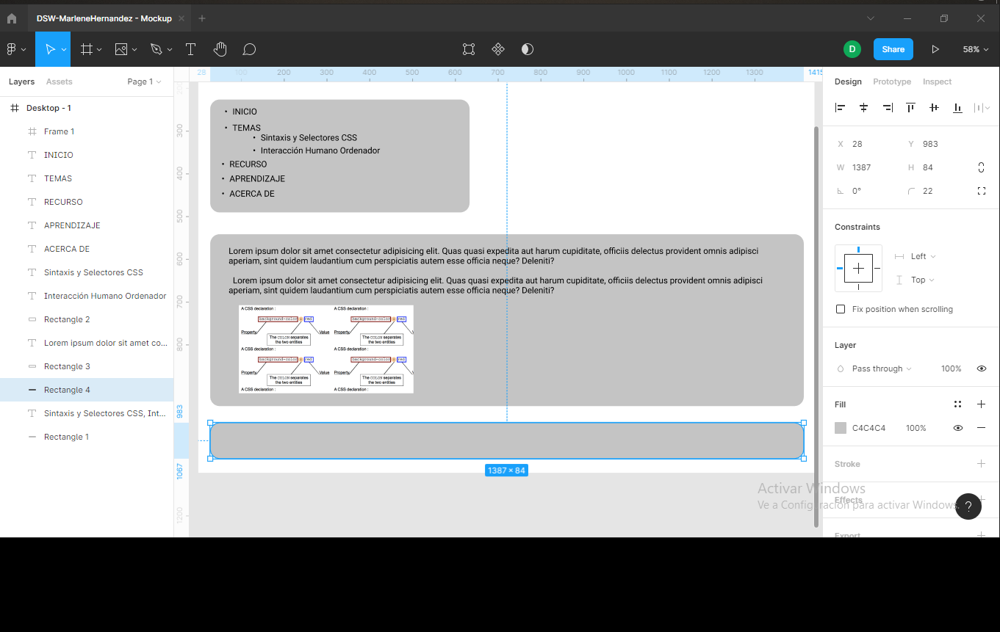 DSW-MarleneHernandez - Mockup
D
Share
58%
Layers
Assets
Page 1
Desktop - 1
Frame 1
INICIO
TEMAS
RECURSO
APRENDIZAJE
ACERCA DE
Sintaxis y Selectores CSS
Interacción Humano Ordenador
Rectangle 2
Lorem ipsum dolor sit amet co...
Rectangle 3
Rectangle 4
Sintaxis y Selectores CSS, Int...
Rectangle 1
28 100 200 300 400 500 600 700 800 900 1000 1100 1200 1300 1415
200
300
400
500
600
700
800
983
1067
1200
• INICIO
• TEMAS
• Sintaxis y Selectores CSS
• Interacción Humano Ordenador
• RECURSO
• APRENDIZAJE
• ACERCA DE
Lorem ipsum dolor sit amet consectetur adipisicing elit. Quas quasi expedita aut harum cupiditate, officiis delectus provident omnis adipisci
aperiam, sint quidem laudantium cum perspiciatis autem esse officia neque? Deleniti?
Lorem ipsum dolor sit amet consectetur adipisicing elit. Quas quasi expedita aut harum cupiditate, officiis delectus provident omnis adipisci
aperiam, sint quidem laudantium cum perspiciatis autem esse officia neque? Deleniti?
A CSS declaration : A CSS declaration :
background-color : red background-color : red
Property Value Property V
The COLON separates The COLON separates
the two entities the two entities
A CSS declaration : A CSS declaration :
background-color : red background-color : red
Property Value Property V
The COLON separates The COLON separates
the two entities the two entities
A CSS declaration : A CSS declaration :
1387 × 84
Design
Prototype
Inspect
X 28 Y 983
W 1387 H 84
0° 22
Constraints
Left
Top
Fix position when scrolling
Layer
Pass through 100%
Fill
C4C4C4 100%
Stroke
Effects
Export
Activar Windows
Ve a Configuración para activar Windows.
?